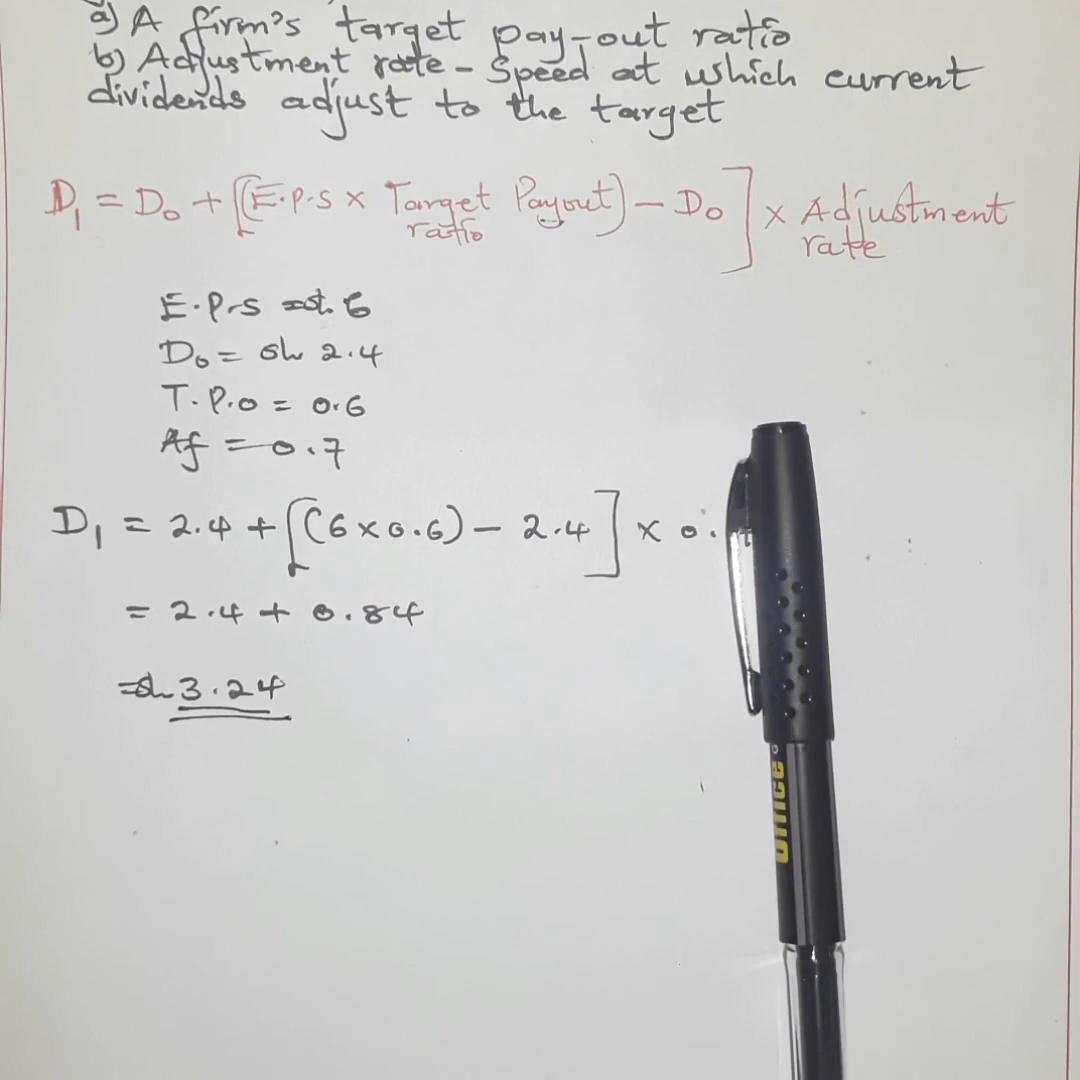 a) A firm's target pay-out ratio
b) Adjustment rate - Speed at which current
dividends adjust to the target
D₁ = D₀ + [(E.P.S × Target Payout) - D₀] × Adjustment
ratio rate
E.P.S = sh. 6
D₀ = sh 2.4
T.P.O = 0.6
Af = 0.7
D₁ = 2.4 + [(6 × 0.6) - 2.4] × 0.
= 2.4 + 0.84
= sh 3.24
Office